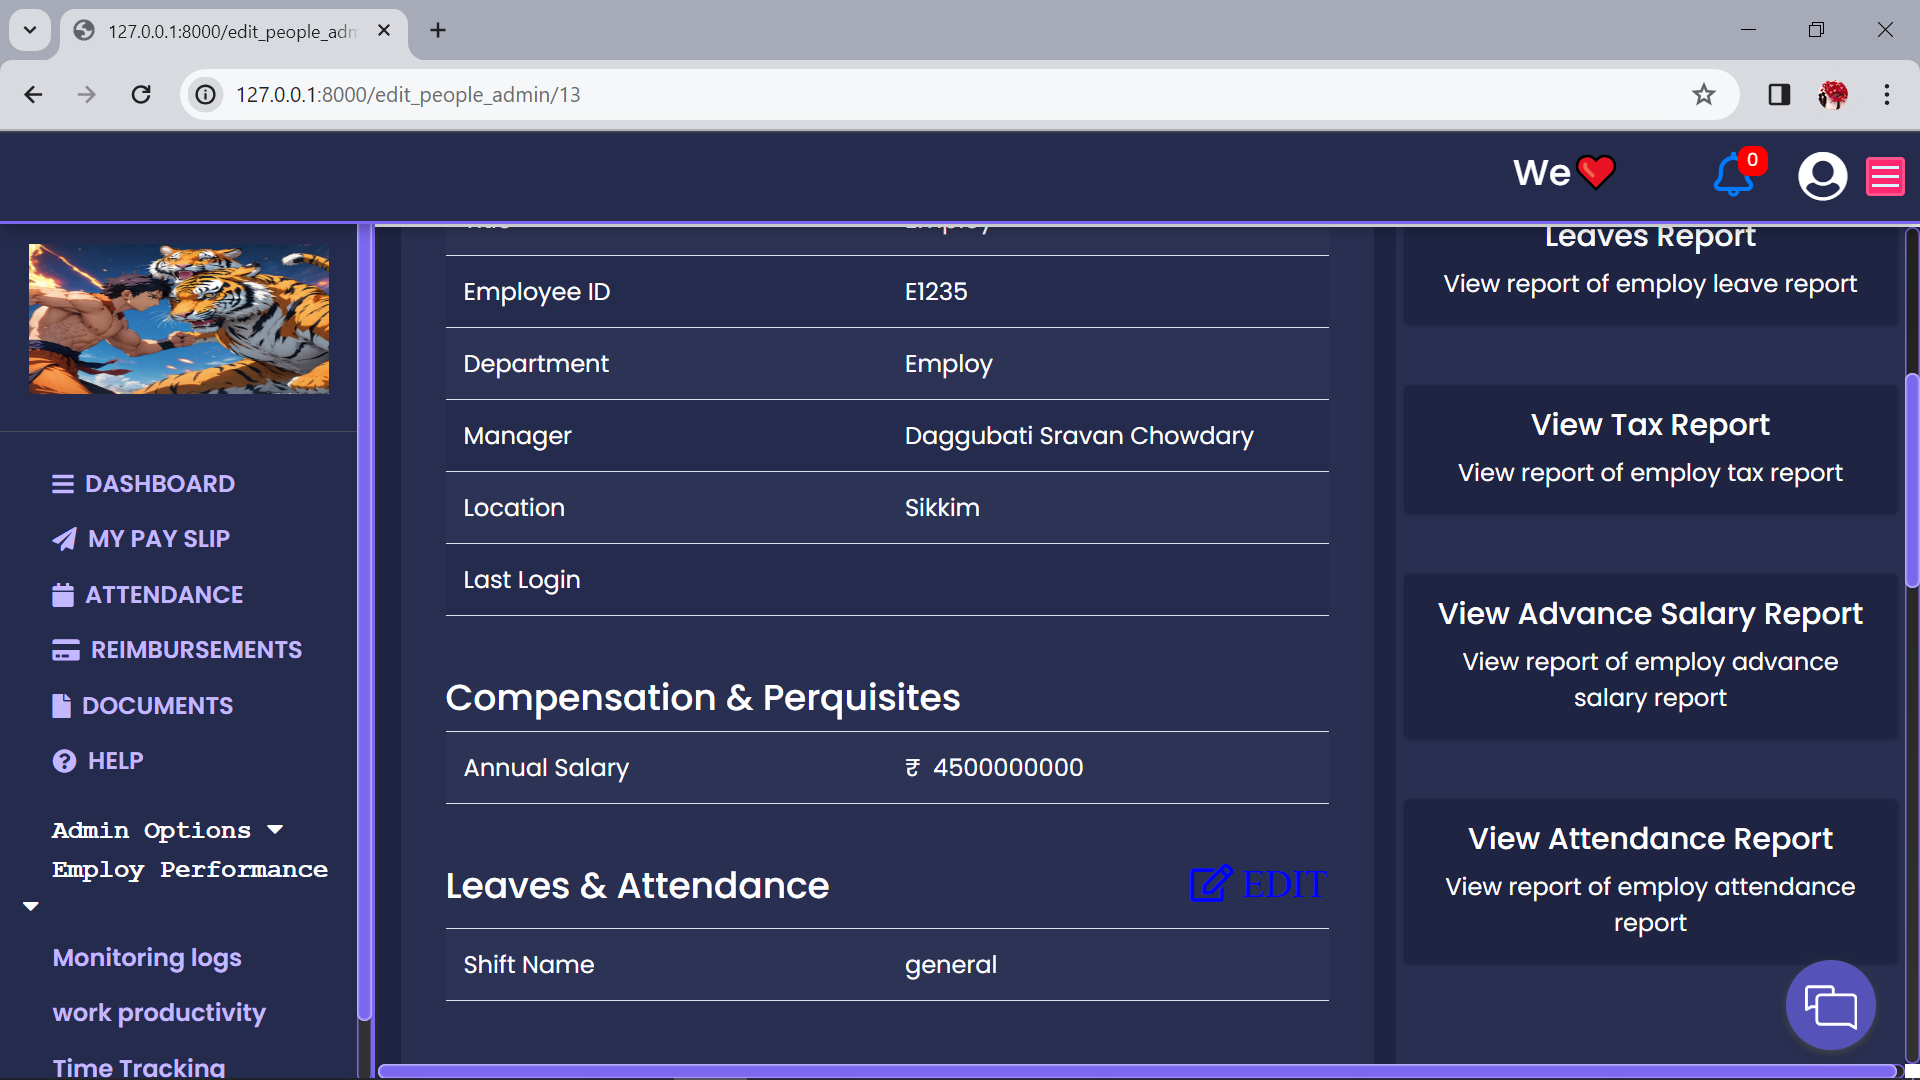 127.0.0.1:8000/edit_people_adm
127.0.0.1:8000/edit_people_admin/13
We
0
DASHBOARD
MY PAY SLIP
ATTENDANCE
REIMBURSEMENTS
DOCUMENTS
HELP
Admin Options
Employ Performance
Monitoring logs
work productivity
Time Tracking
Title Employ
Employee ID E1235
Department Employ
Manager Daggubati Sravan Chowdary
Location Sikkim
Last Login
Compensation & Perquisites
Annual Salary ₹ 4500000000
Leaves & Attendance EDIT
Shift Name general
Leaves Report
View report of employ leave report
View Tax Report
View report of employ tax report
View Advance Salary Report
View report of employ advance
salary report
View Attendance Report
View report of employ attendance
report